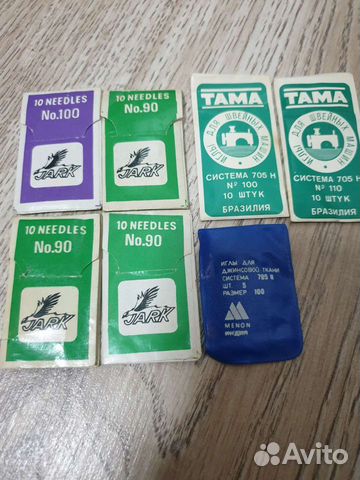 10 NEEDLES
No.100
JARK
10 NEEDLES
No.90
JARK
TAMA
ИГЛЫ ДЛЯ ШВЕЙНЫХ МАШИН
СИСТЕМА 705 Н
№ 100
10 ШТУК
БРАЗИЛИЯ
TAMA
ИГЛЫ ДЛЯ ШВЕЙНЫХ МАШИН
СИСТЕМА 705 Н
№ 110
10 ШТУК
БРАЗИЛИЯ
10 NEEDLES
No.90
JARK
10 NEEDLES
No.90
JARK
ИГЛЫ ДЛЯ
ДЖИНСОВОЙ ТКАНИ
СИСТЕМА 705 Н
ШТ. 5
РАЗМЕР 100
MENON
ИНДИЯ
Avito